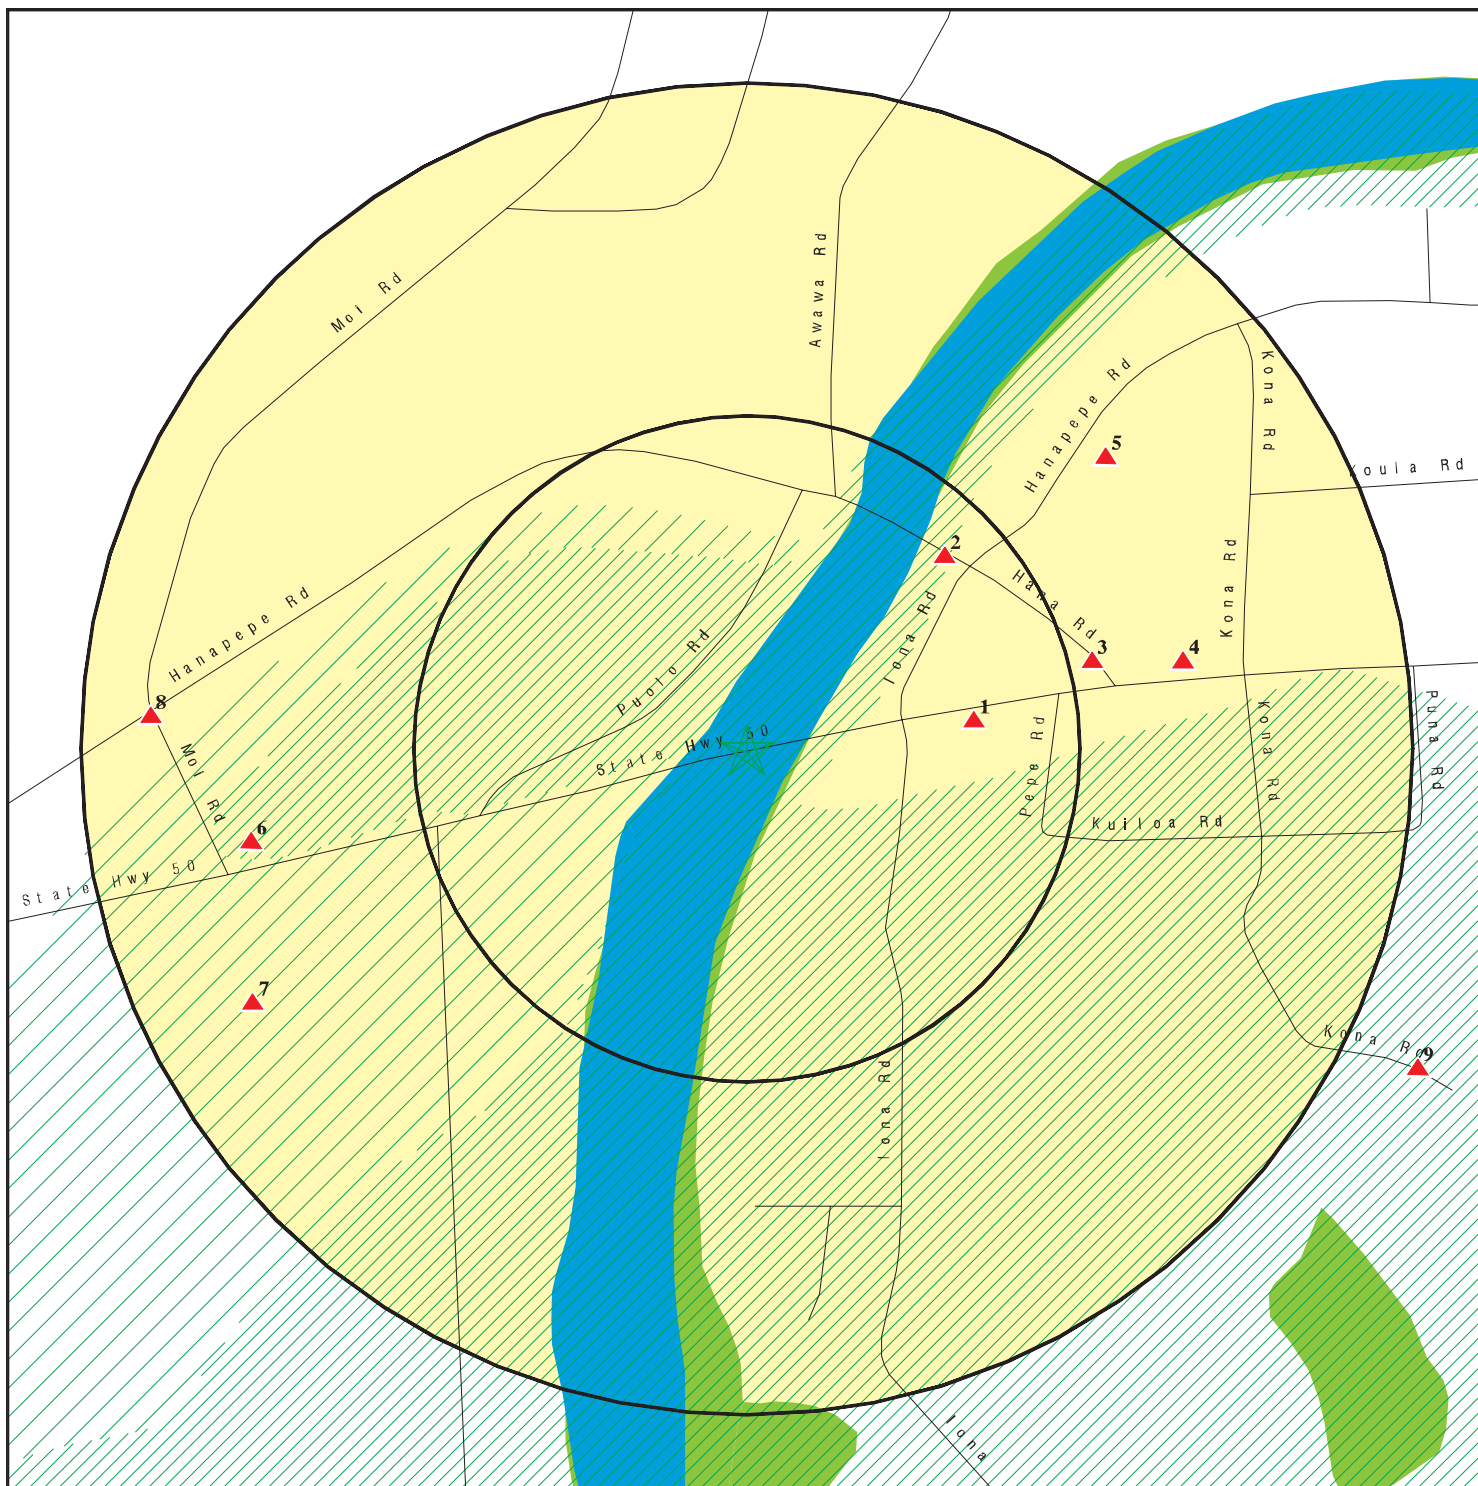 Moi Rd
Awawa Rd
Hanapepe Rd
Kona Rd
Koula Rd
5
2
Hana Rd
Kona Rd
Iona Rd
Hanapepe Rd
Puolo Rd
3
4
8
1
State Hwy 50
Moi Rd
Pepe Rd
Kona Rd
Puna Rd
Kuiloa Rd
6
State Hwy 50
7
Kona Rd
9
Iona Rd
Iona